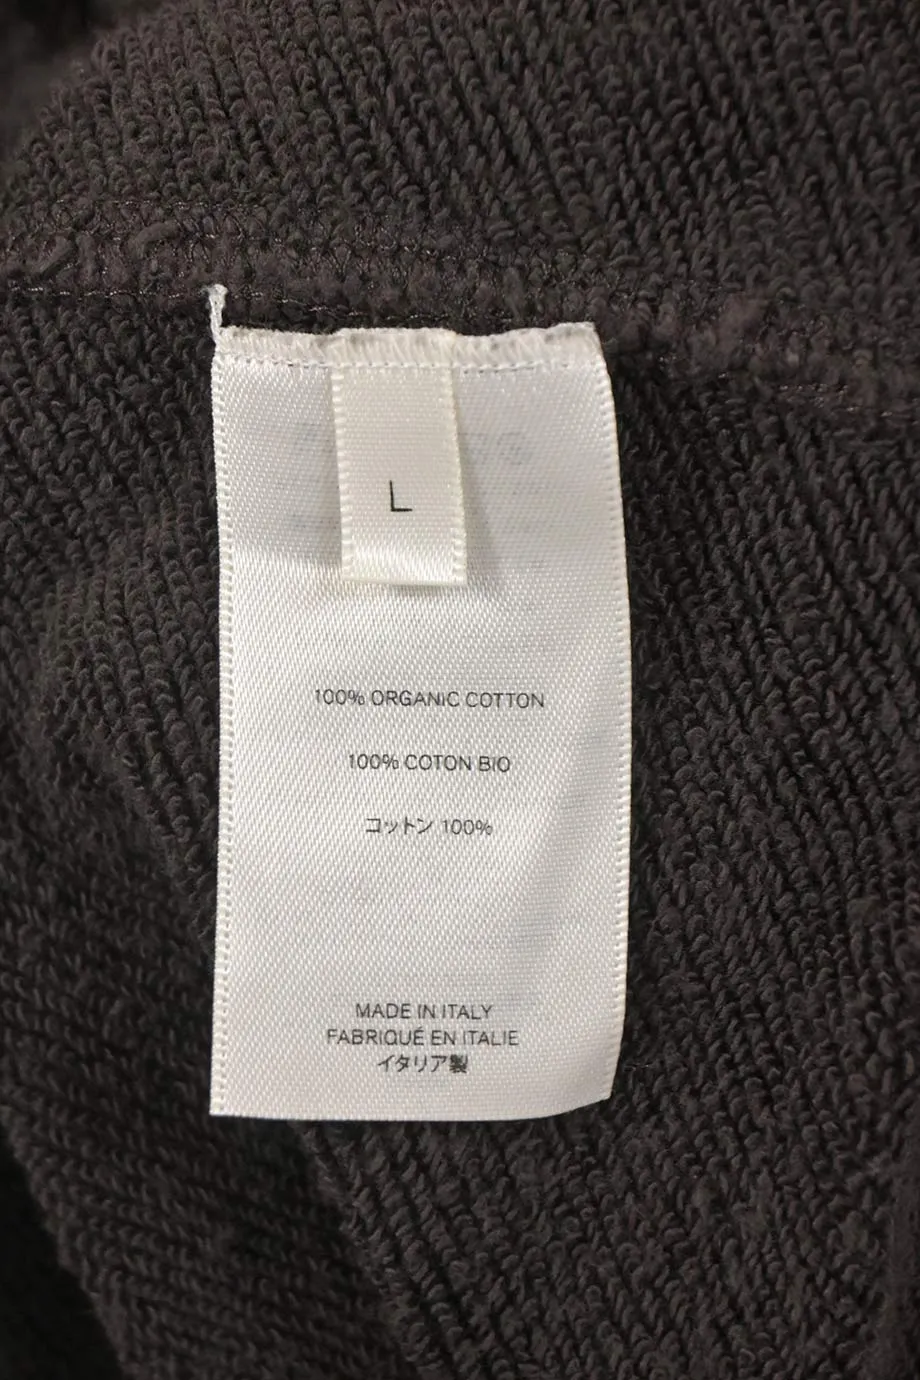 L
100% ORGANIC COTTON
100% COTON BIO
コットン 100%
MADE IN ITALY
FABRIQUÉ EN ITALIE
イタリア製